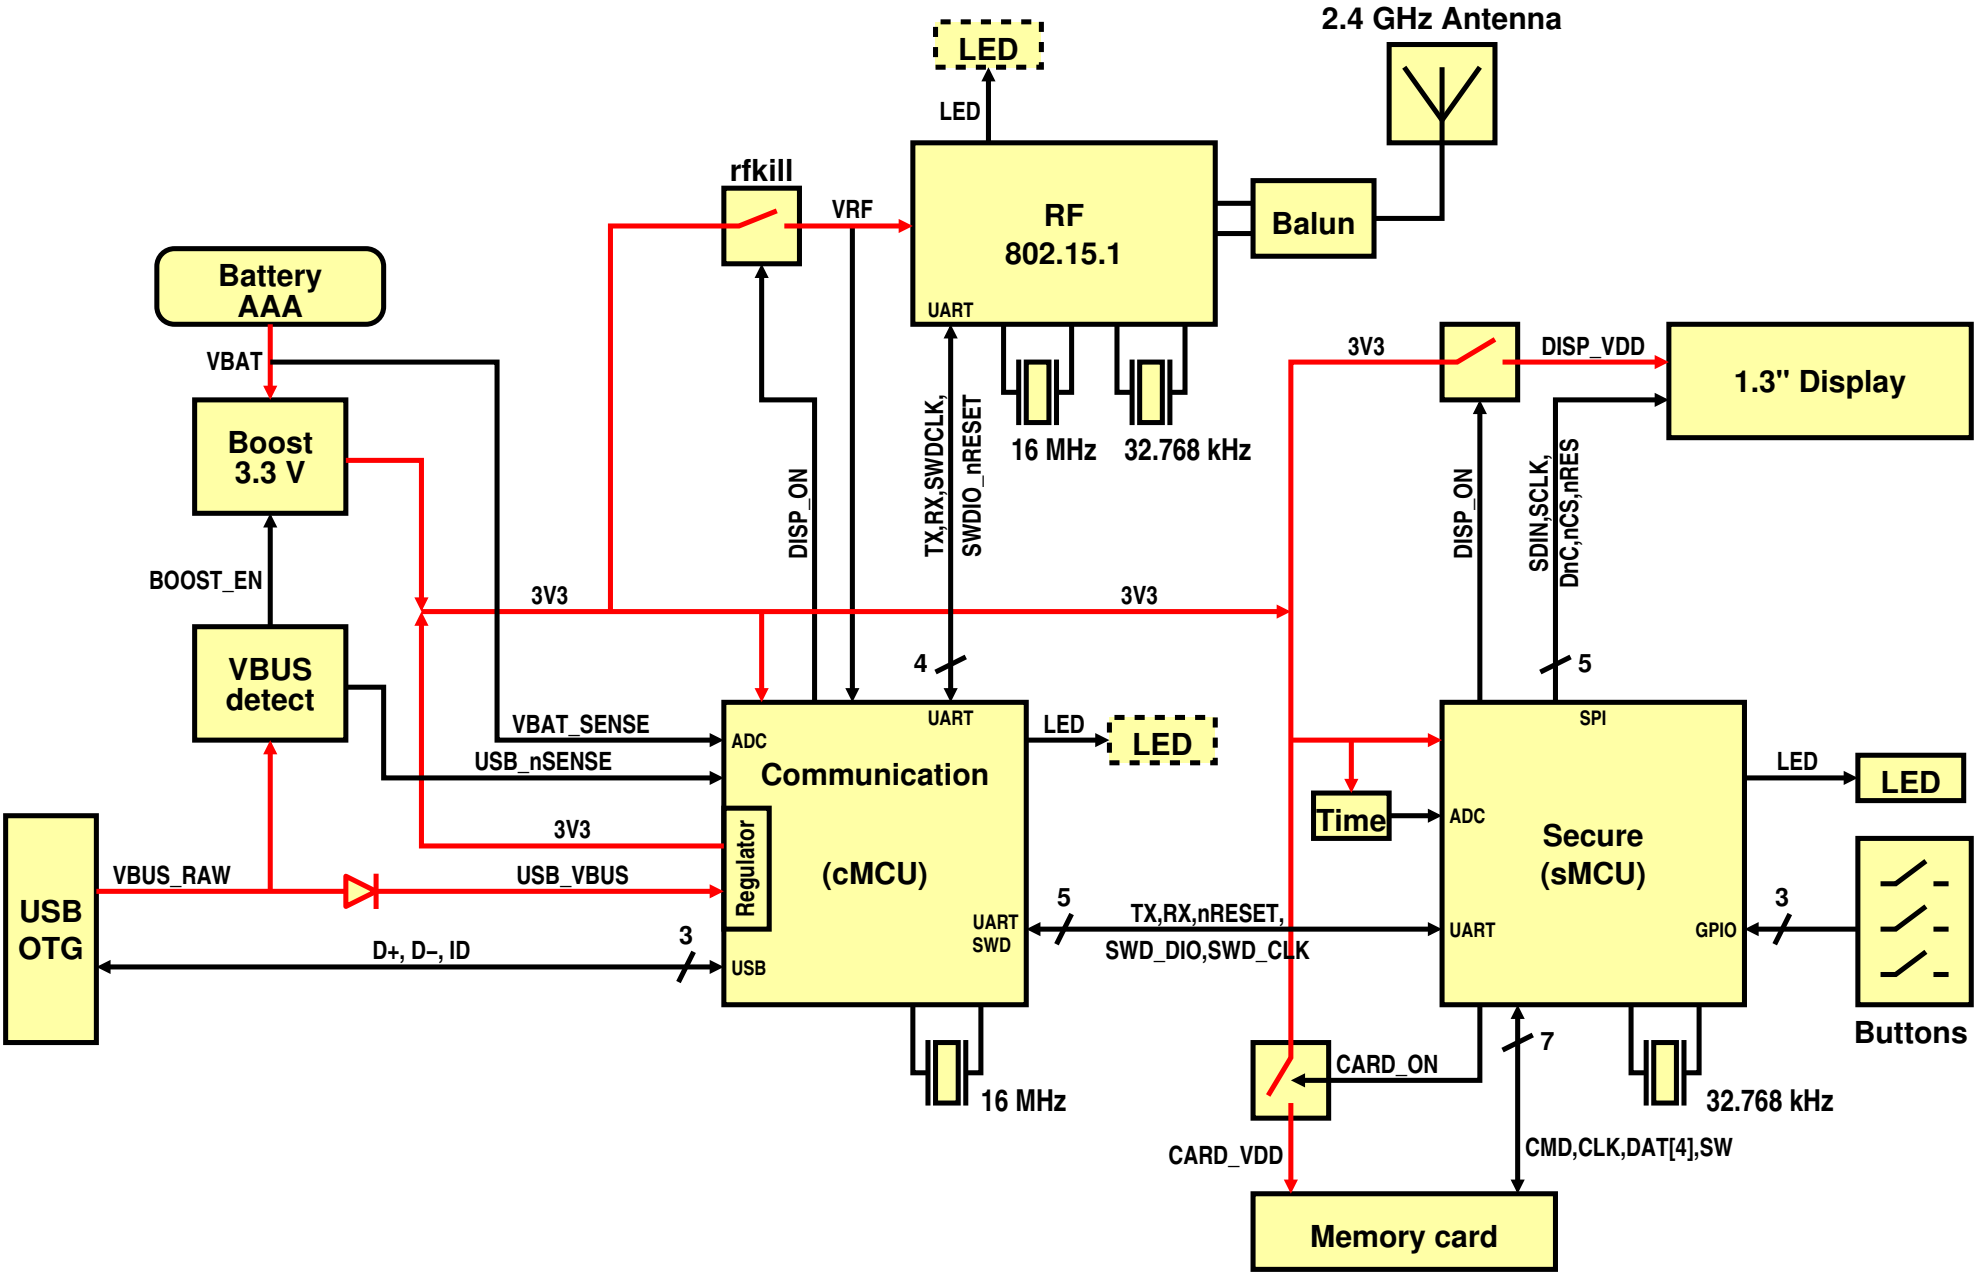 2.4 GHz Antenna
LED
LED
rfkill
VRF
RF
802.15.1
UART
Balun
Battery
AAA
VBAT
Boost
3.3 V
16 MHz
32.768 kHz
3V3
DISP_VDD
1.3" Display
DISP_ON
TX,RX,SWDCLK,
SWDIO_nRESET
DISP_ON
SDIN,SCLK,
DnC,nCS,nRES
BOOST_EN
3V3
3V3
VBUS
detect
4
5
VBAT_SENSE
USB_nSENSE
ADC
UART
Communication
(cMCU)
Regulator
UART
SWD
USB
LED
LED
SPI
ADC
Secure
(sMCU)
UART
GPIO
Time
LED
LED
3V3
VBUS_RAW
USB_VBUS
USB
OTG
D+, D−, ID
3
5
TX,RX,nRESET,
SWD_DIO,SWD_CLK
3
Buttons
16 MHz
CARD_ON
7
32.768 kHz
CARD_VDD
CMD,CLK,DAT[4],SW
Memory card